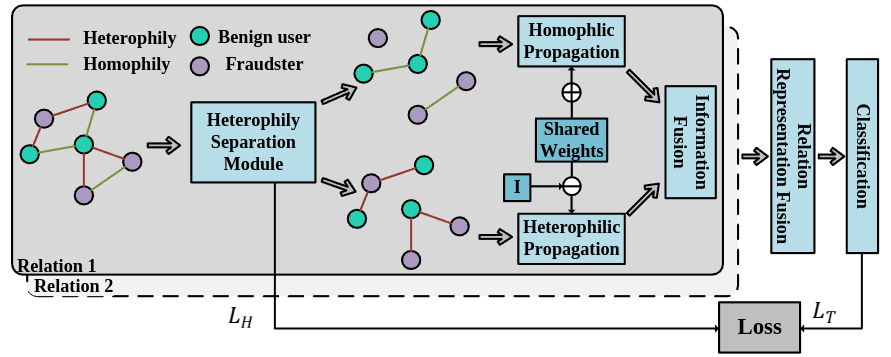 Heterophily
Benign user
Homophily
Fraudster
Heterophily
Separation
Module
Homophlic
Propagation
Shared
Weights
I
Heterophilic
Propagation
Information
Fusion
Relation
Representation Fusion
Classification
Relation 1
Relation 2
L_H
Loss
L_T